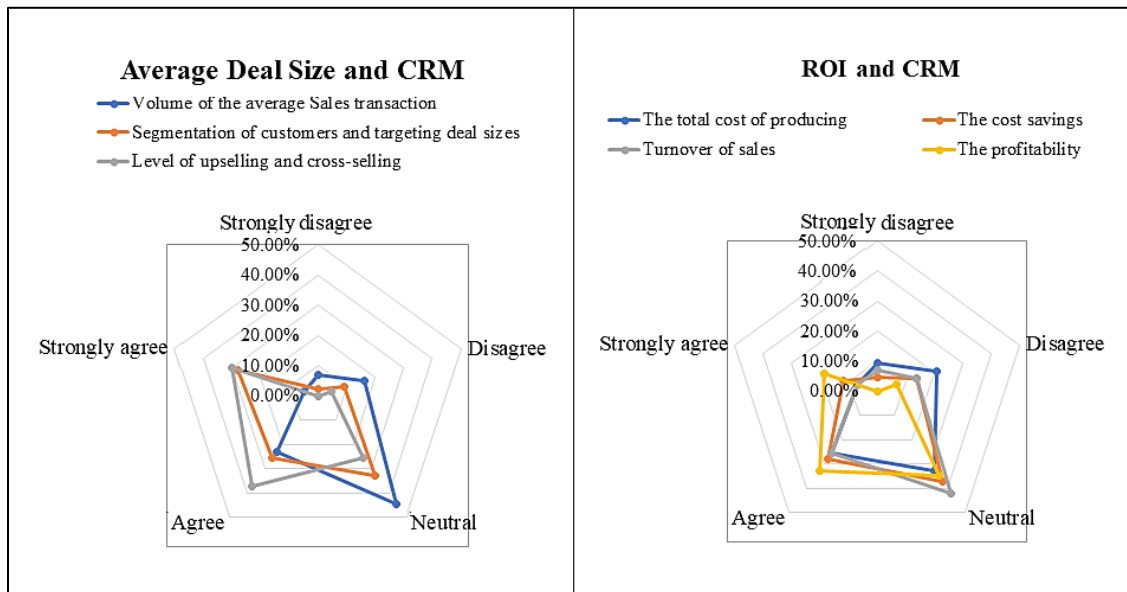 Average Deal Size and CRM
Volume of the average Sales transaction
Segmentation of customers and targeting deal sizes
Level of upselling and cross-selling
Strongly disagree
50.00%
40.00%
30.00%
20.00%
10.00%
0.00%
Strongly agree
Disagree
Agree
Neutral
ROI and CRM
The total cost of producing
The cost savings
Turnover of sales
The profitability
Strongly disagree
50.00%
40.00%
30.00%
20.00%
10.00%
0.00%
Strongly agree
Disagree
Agree
Neutral